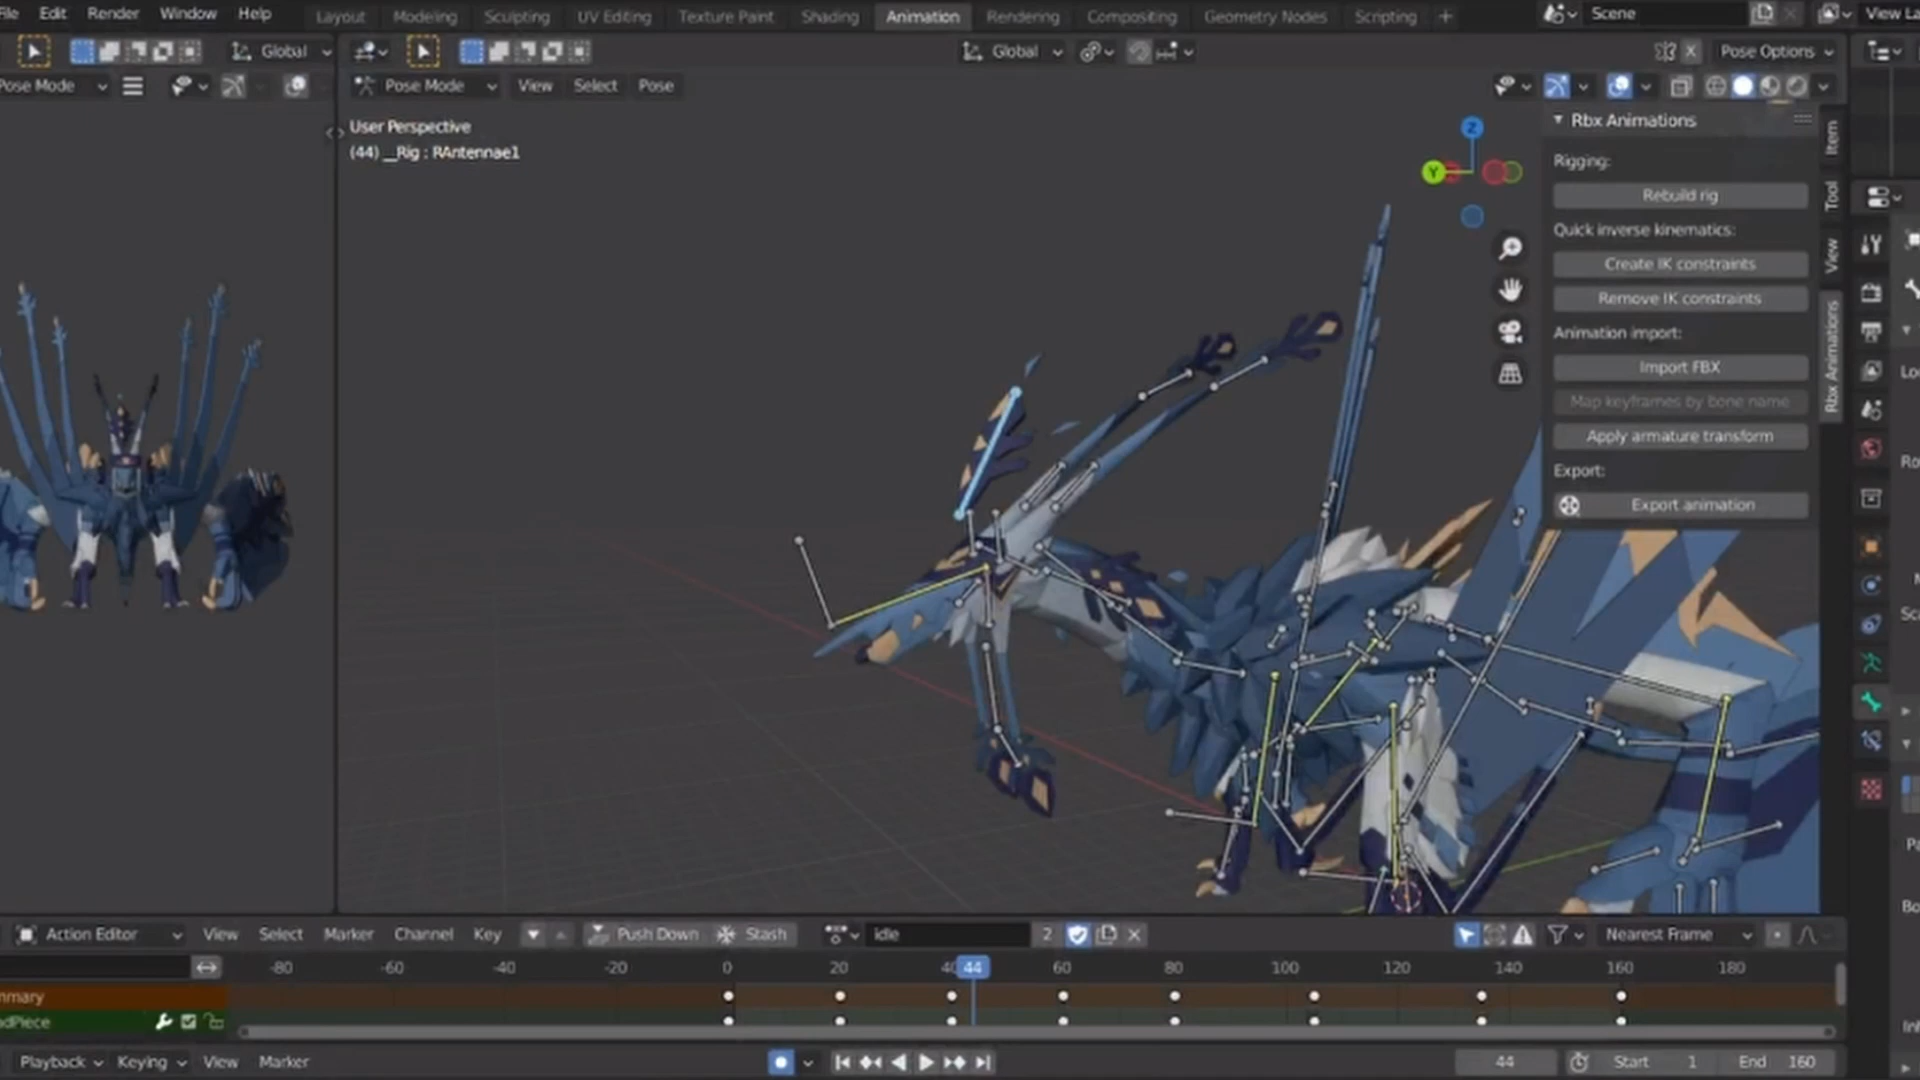 File Edit Render Window Help Layout Modeling Sculpting UV Editing Texture Paint Shading Animation Rendering Compositing Geometry Nodes Scripting + Scene View La
Global Global Pose Options
Pose Mode Pose Mode View Select Pose
User Perspective
(44) __Rig : RAntennae1
Z
Y
Rbx Animations
Rigging:
Rebuild rig
Quick inverse kinematics:
Create IK constraints
Remove IK constraints
Animation import:
Import FBX
Map keyframes by bone name
Apply armature transform
Export:
Export animation
Item
Tool
View
Rbx Animations
Action Editor View Select Marker Channel Key Push Down Stash Idle 2 Nearest Frame
-80 -60 -40 -20 0 20 40 44 60 80 100 120 140 160 180
mmary
adPiece
Playback Keying View Marker 44 Start 1 End 160